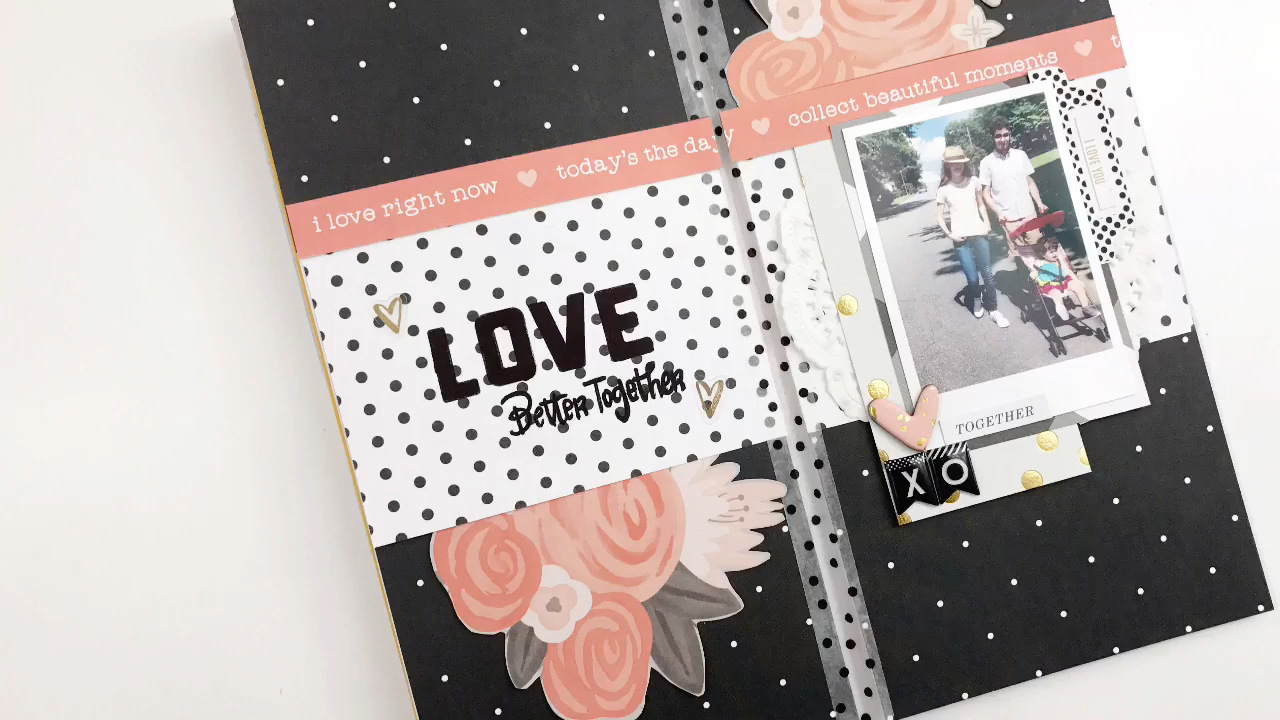 i love right now ♥ today's the day ♥ collect beautiful moments ♥ t
I LOVE YOU
LOVE
Better Together
TOGETHER
XO